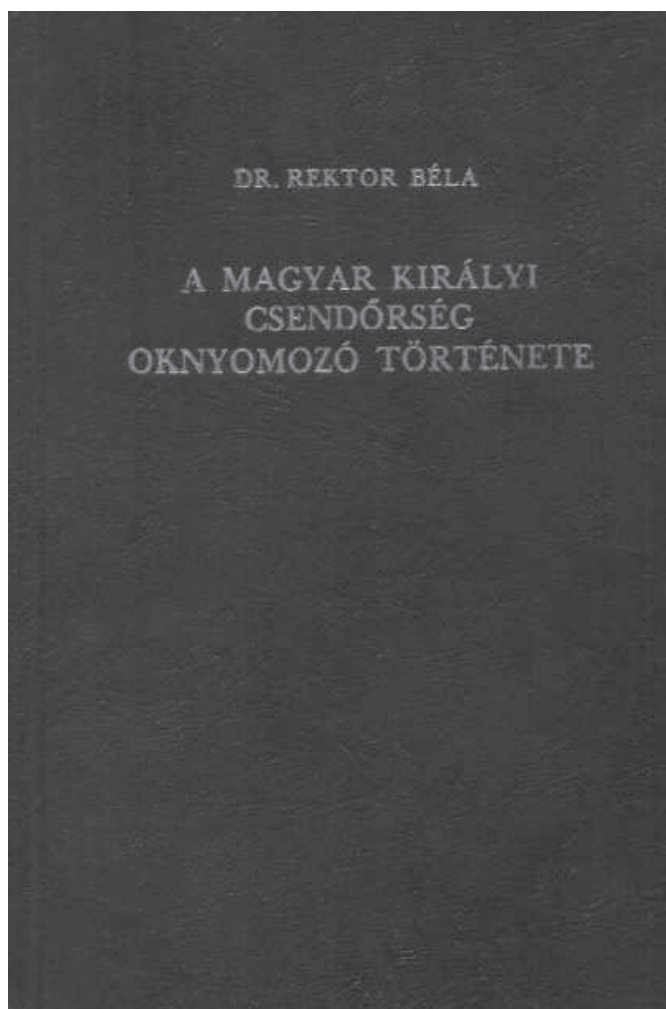 DR. REKTOR BÉLA
A MAGYAR KIRÁLYI
CSENDŐRSÉG
OKNYOMOZÓ TÖRTÉNETE